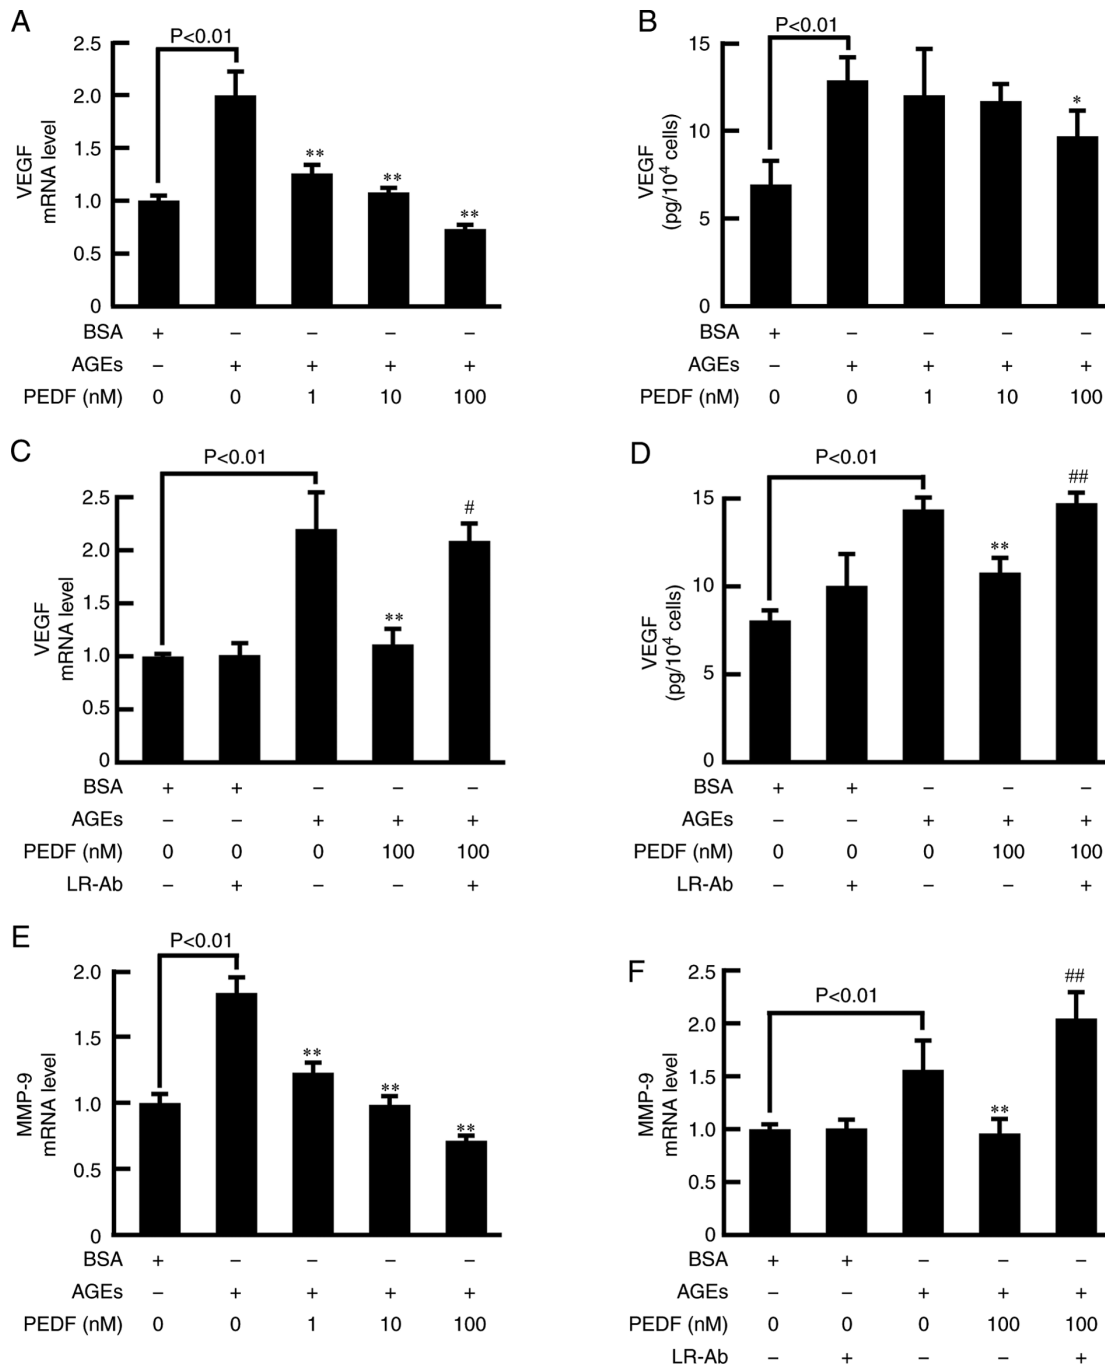 A
P<0.01
VEGF
mRNA level
2.5
2.0
1.5
1.0
0.5
0
** ** **
BSA + – – – –
AGEs – + + + +
PEDF (nM) 0 0 1 10 100
B
P<0.01
VEGF
(pg/10⁴ cells)
15
10
5
0
*
+ – – – –
AGEs – + + + +
BSA
PEDF (nM) 0 0 1 10 100
C
P<0.01
VEGF
mRNA level
2.5
2.0
1.5
1.0
0.5
0
** #
BSA + + – – –
AGEs – – + + +
PEDF (nM) 0 0 0 100 100
LR-Ab – + – – +
D
P<0.01
VEGF
(pg/10⁴ cells)
15
10
5
0
** ##
BSA + + – – –
AGEs – – + + +
PEDF (nM) 0 0 0 100 100
LR-Ab – + – – +
E
P<0.01
MMP-9
mRNA level
2.0
1.5
1.0
0.5
0
** ** **
BSA + – – – –
AGEs – + + + +
PEDF (nM) 0 0 1 10 100
F
P<0.01
MMP-9
mRNA level
2.5
2.0
1.5
1.0
0.5
0
** ##
BSA + + – – –
AGEs – – + + +
PEDF (nM) 0 0 0 100 100
LR-Ab – + – – +